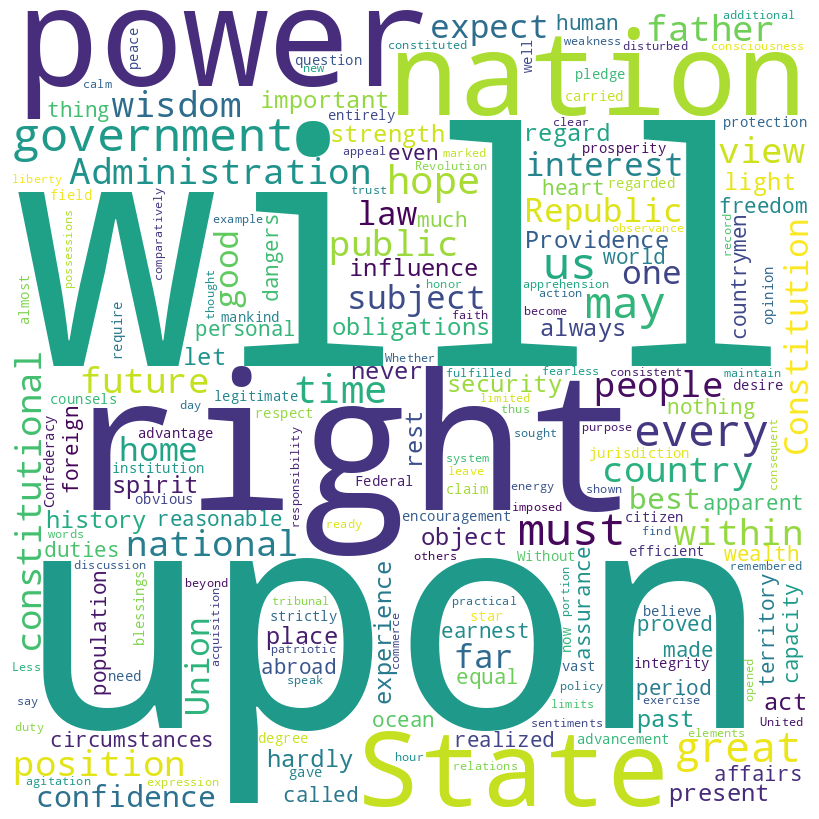 power
expect
human
father
additional
peace
question
constituted
weakness
disturbed
consciousness
well
nation
calm
new
pledge
thing
wisdom
important
entirely
carried
government
strength
clear
prosperity
protection
regard
view
Administration
appeal
even
marked
Revolution
interest
heart
regarded
light
liberty
field
hope
trust
Republic
freedom
possessions
comparatively
example
law
much
observance
public
Providence
world
record
good
dangers
influence
us
one
countrymen
opinion
Will
almost
thought
honor
apprehension
subject
action
may
require
personal
mankind
obligations
faith
become
always
Constitution
let
never
Whether
fulfilled
fearless
consistent
maintain
future
counsels
day
legitimate
time
security
limited
thus
purpose
people
desire
nothing
constitutional
Confederacy
foreign
advantage
respect
rest
sought
every
right
home
institution
responsibility
system
claim
leave
jurisdiction
country
consequent
spirit
obvious
Federal
energy
imposed
shown
best
apparent
history
reasonable
ready
encouragement
must
citizen
within
words
duties
national
others
object
Without
find
efficient
wealth
discussion
beyond
remembered
upon
population
blessings
acquisition
tribunal
strictly
experience
practical
star
now
portion
assurance
believe
proved
territory
capacity
Less
need
Union
place
patriotic
commerce
earnest
integrity
made
say
abroad
speak
far
vast
policy
exercise
period
opened
duty
equal
limits
act
United
circumstances
degree
ocean
realized
sentiments
advancement
past
elements
position
hardly
hour
State
relations
great
affairs
agitation
expression
gave
confidence
called
present